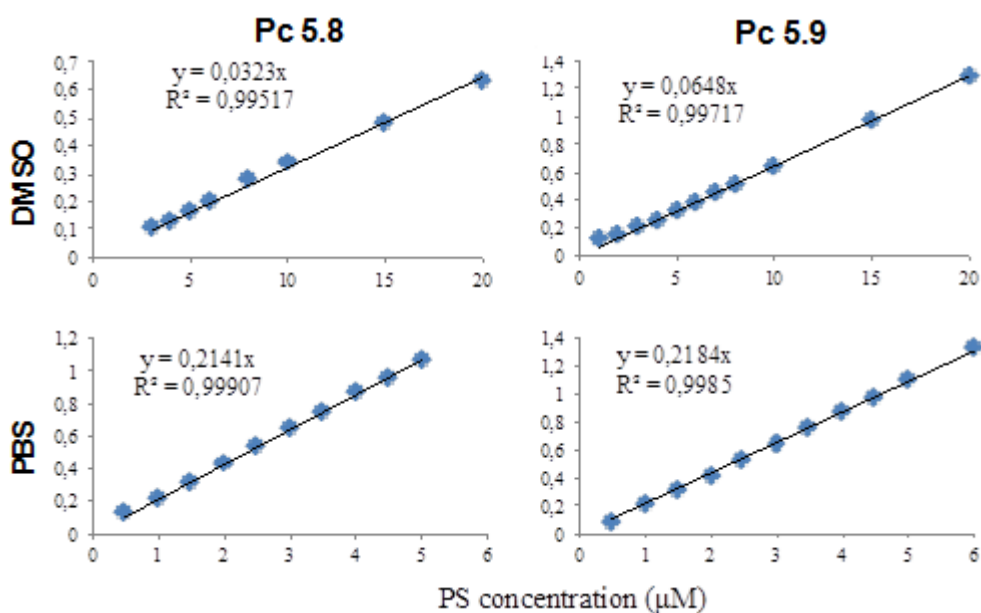 Pc 5.8
Pc 5.9
DMSO
0,7
0,6
0,5
0,4
0,3
0,2
0,1
0
y = 0,0323x
R² = 0,99517
0 5 10 15 20
1,4
1,2
1
0,8
0,6
0,4
0,2
0
y = 0,0648x
R² = 0,99717
0 5 10 15 20
PBS
1,2
1
0,8
0,6
0,4
0,2
0
y = 0,2141x
R² = 0,99907
0 1 2 3 4 5 6
1,4
1,2
1
0,8
0,6
0,4
0,2
0
y = 0,2184x
R² = 0,9985
0 1 2 3 4 5 6
PS concentration (µM)